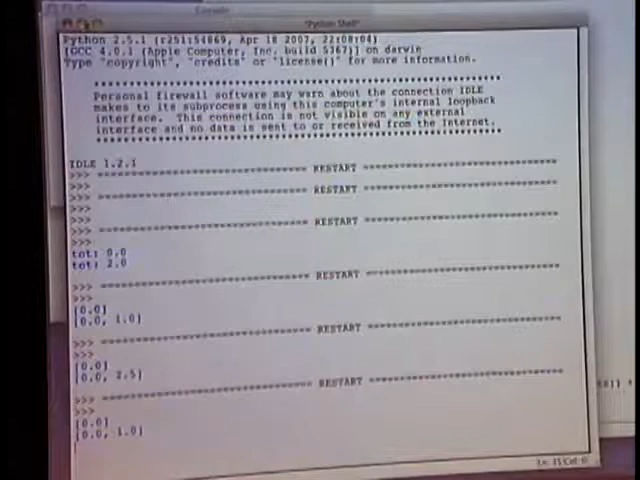 "Python Shell"
Python 2.5.1 (r251:54869, Apr 18 2007, 22:08:04)
[GCC 4.0.1 (Apple Computer, Inc. build 5367)] on darwin
Type "copyright", "credits" or "license()" for more information.
****************************************************************
Personal firewall software may warn about the connection IDLE
makes to its subprocess using this computer's internal loopback
interface.  This connection is not visible on any external
interface and no data is sent to or received from the Internet.
****************************************************************
IDLE 1.2.1
>>> ================================ RESTART ================================
>>>
>>> ================================ RESTART ================================
>>>
>>>
>>> ================================ RESTART ================================
>>>
tot: 0.0
tot: 2.0
>>> ================================ RESTART ================================
>>>
[0.0]
[0.0, 1.0]
>>> ================================ RESTART ================================
>>>
[0.0]
[0.0, 2.5]
>>> ================================ RESTART ================================
>>>
[0.0]
[0.0, 1.0]